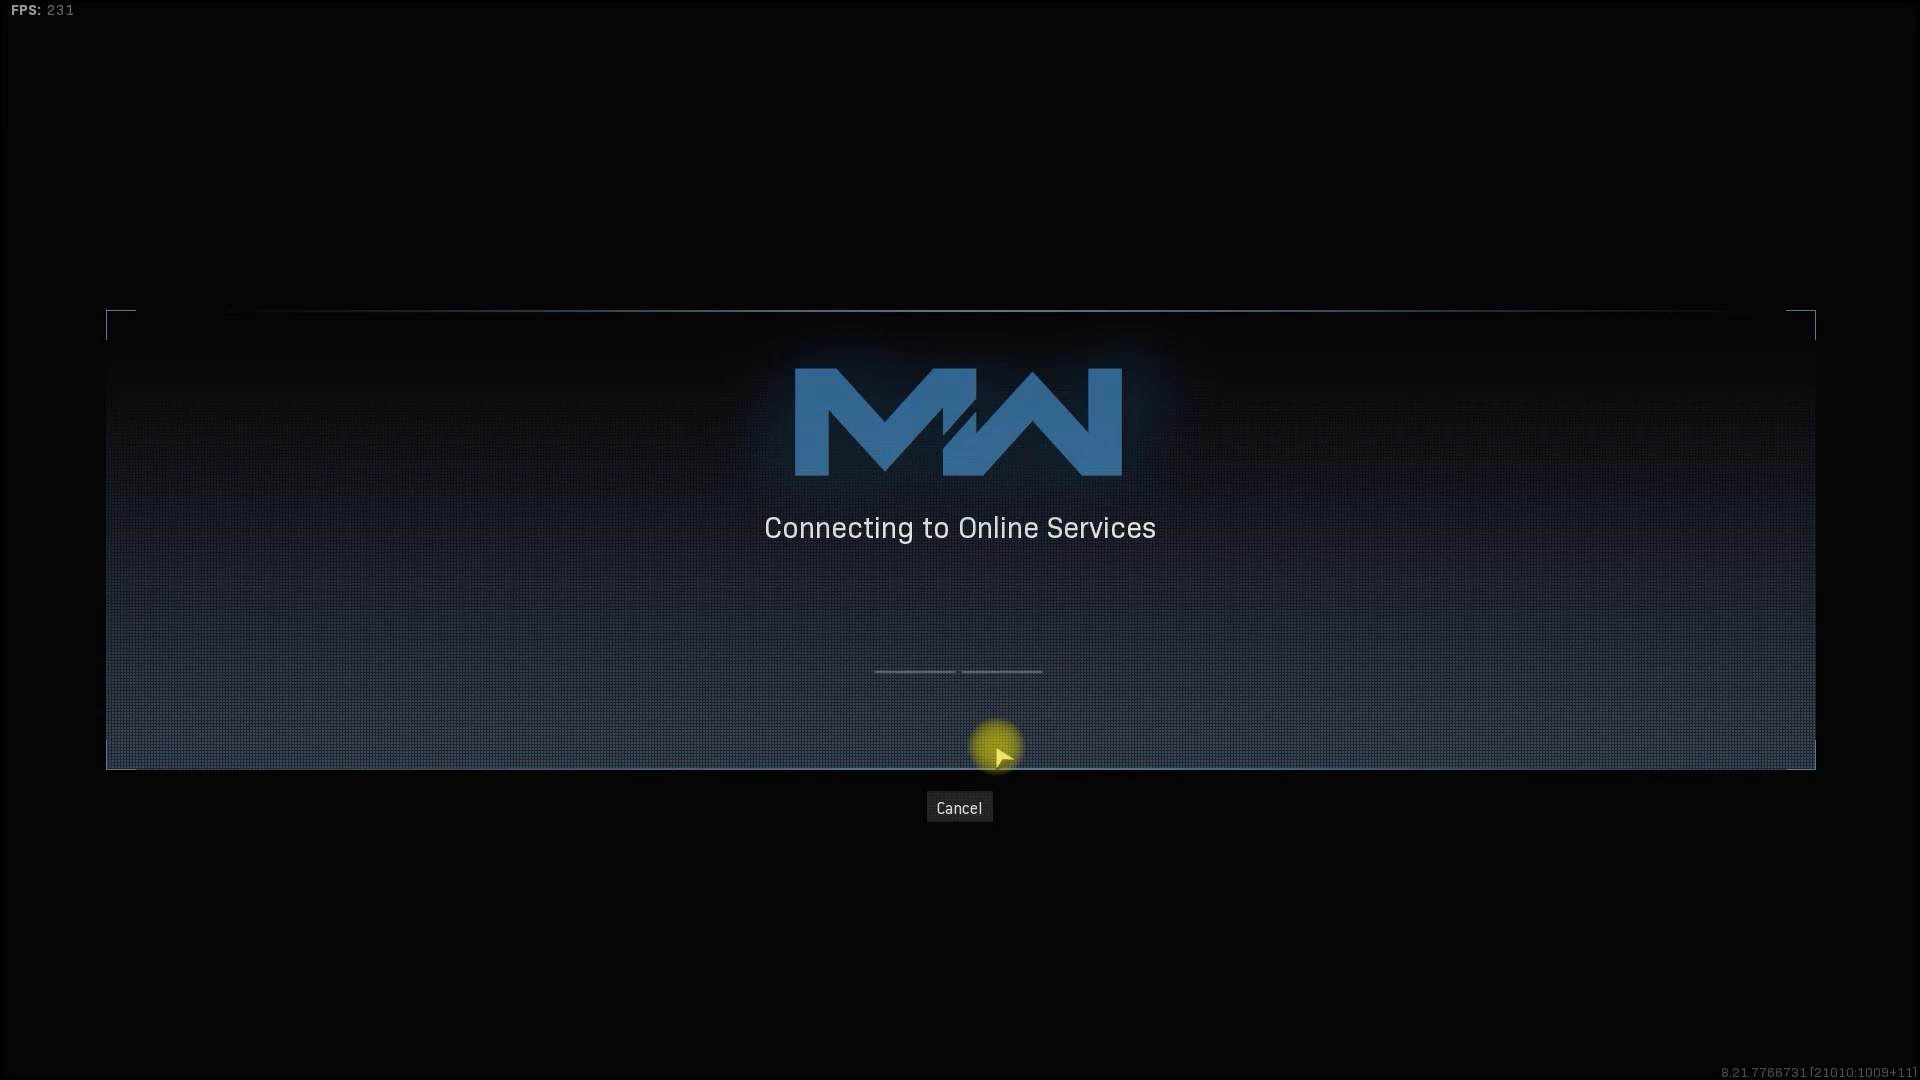 FPS: 231
MW
Connecting to Online Services
Cancel
8.21.7766731 [21010:1009+11]